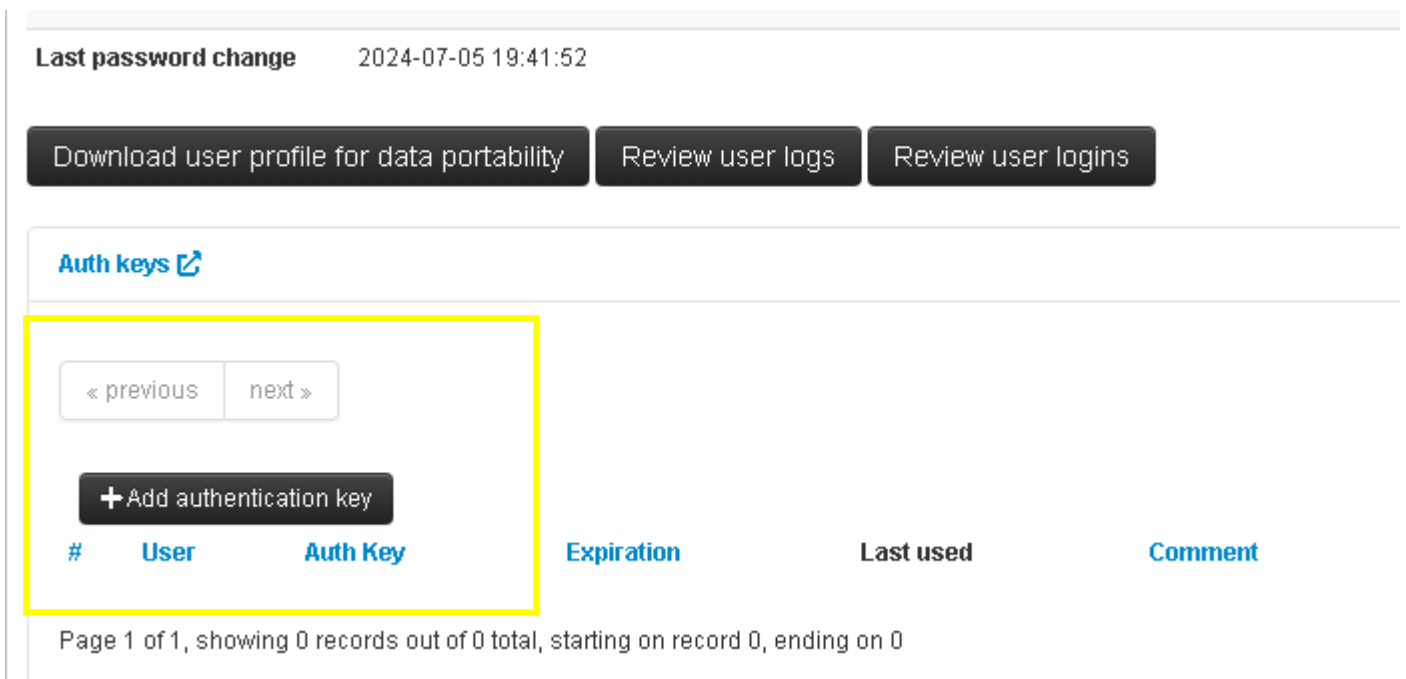 Last password change 2024-07-05 19:41:52
Download user profile for data portability Review user logs Review user logins
Auth keys
« previous next »
+Add authentication key
# User Auth Key Expiration Last used Comment
Page 1 of 1, showing 0 records out of 0 total, starting on record 0, ending on 0